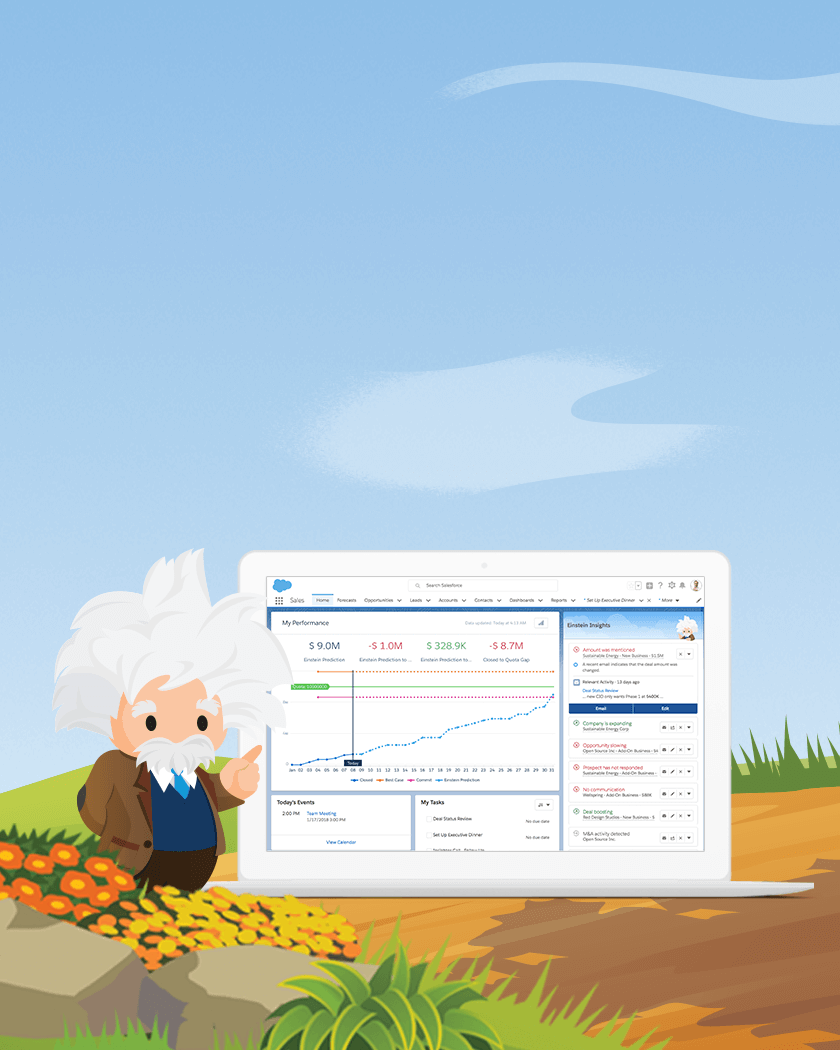 Search Salesforce
Sales Home Forecasts Opportunities Leads Accounts Contacts Dashboards Reports * Set Up Executive Dinner * More
My Performance
Data updated: Today at 4:13 AM
$ 9.0M
Einstein Prediction
-$ 1.0M
Einstein Prediction to ...
$ 328.9K
Einstein Prediction to...
-$ 8.7M
Closed to Quota Gap
Today
Jan 02 03 04 05 06 07 08 09 10 11 12 13 14 15 16 17 18 19 20 21 22 23 24 25 26 27 28 29 30 31
Closed Best Case Commit Einstein Prediction
Today's Events
2:00 PM Team Meeting
1/17/2018 3:00 PM
View Calendar
My Tasks
Deal Status Review
No due date
Set Up Executive Dinner
No due date
Einstein Insights
Amount was mentioned
Sustainable Energy - New Business - $1.5M
A recent email indicates that the deal amount was
changed.
Relevant Activity · 13 days ago
Deal Status Review
... new CIO only wants Phase 1 at $400K ...
Email Edit
Company is expanding
Sustainable Energy Corp
Opportunity slowing
Open Source Inc - Add-On Business -
Prospect has not responded
Sustainable Energy - Add-On Business -
No communication
Wellspring - Add-On Business - $80K
Deal boosting
Red Design Studios - New Business - $
M&A activity detected
Open Source Inc.